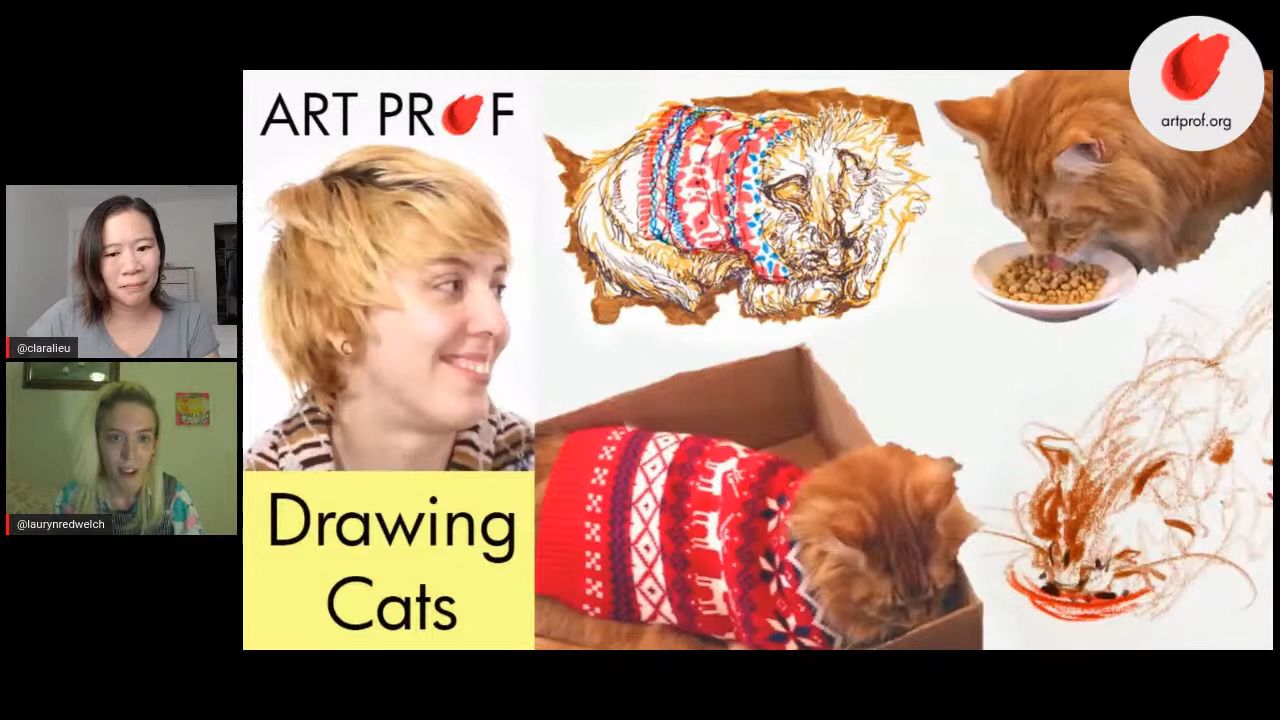 ART PROF
artprof.org
@claralieu
@laurynredwelch
Drawing
Cats